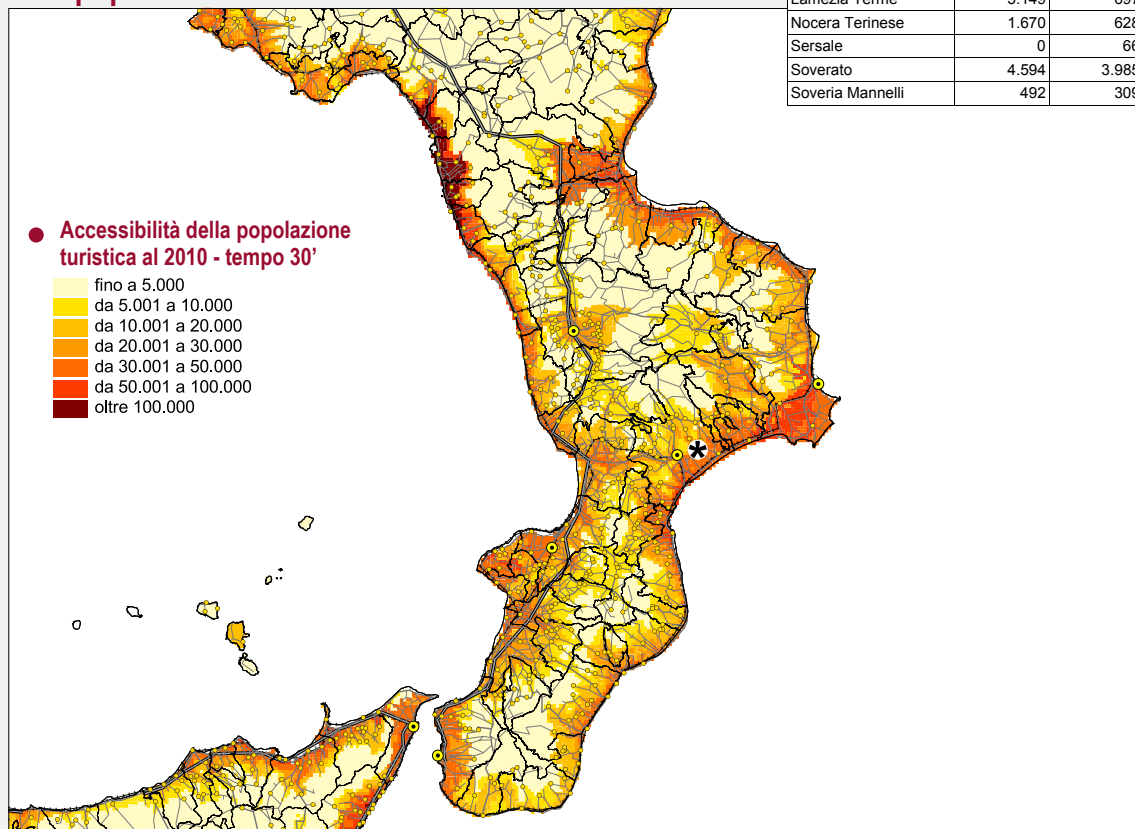 Nocera Terinese 1.670 628
Sersale 0 66
Soverato 4.594 3.985
Soveria Mannelli 492 309
Accessibilità della popolazione
turistica al 2010 - tempo 30’
fino a 5.000
da 5.001 a 10.000
da 10.001 a 20.000
da 20.001 a 30.000
da 30.001 a 50.000
da 50.001 a 100.000
oltre 100.000
*